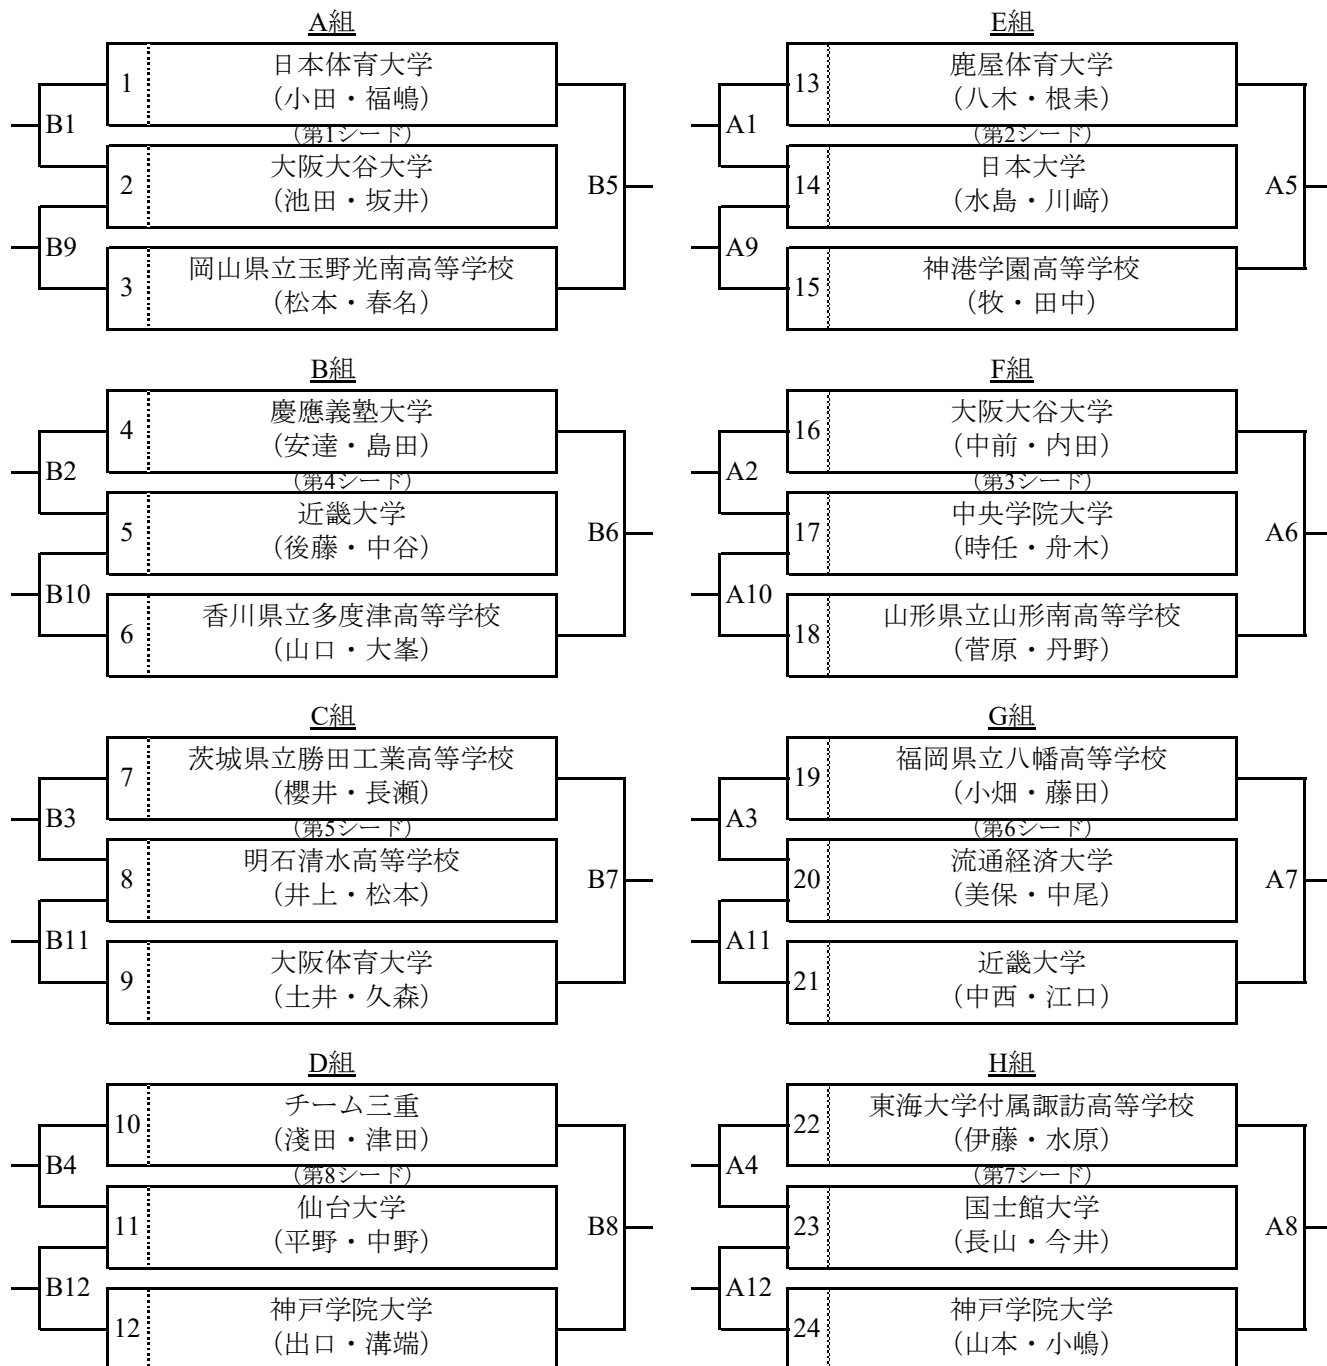 A組
1
日本体育大学
(小田・福嶋)
(第1シード)
B1
2
大阪大谷大学
(池田・坂井)
B5
B9
3
岡山県立玉野光南高等学校
(松本・春名)
B組
4
慶應義塾大学
(安達・島田)
(第4シード)
B2
5
近畿大学
(後藤・中谷)
B6
B10
6
香川県立多度津高等学校
(山口・大峯)
C組
7
茨城県立勝田工業高等学校
(櫻井・長瀬)
(第5シード)
B3
8
明石清水高等学校
(井上・松本)
B7
B11
9
大阪体育大学
(土井・久森)
D組
10
チーム三重
(淺田・津田)
(第8シード)
B4
11
仙台大学
(平野・中野)
B8
B12
12
神戸学院大学
(出口・溝端)
E組
13
鹿屋体育大学
(八木・根耒)
(第2シード)
A1
14
日本大学
(水島・川﨑)
A5
A9
15
神港学園高等学校
(牧・田中)
F組
16
大阪大谷大学
(中前・内田)
(第3シード)
A2
17
中央学院大学
(時任・舟木)
A6
A10
18
山形県立山形南高等学校
(菅原・丹野)
G組
19
福岡県立八幡高等学校
(小畑・藤田)
(第6シード)
A3
20
流通経済大学
(美保・中尾)
A7
A11
21
近畿大学
(中西・江口)
H組
22
東海大学付属諏訪高等学校
(伊藤・水原)
(第7シード)
A4
23
国士館大学
(長山・今井)
A8
A12
24
神戸学院大学
(山本・小嶋)